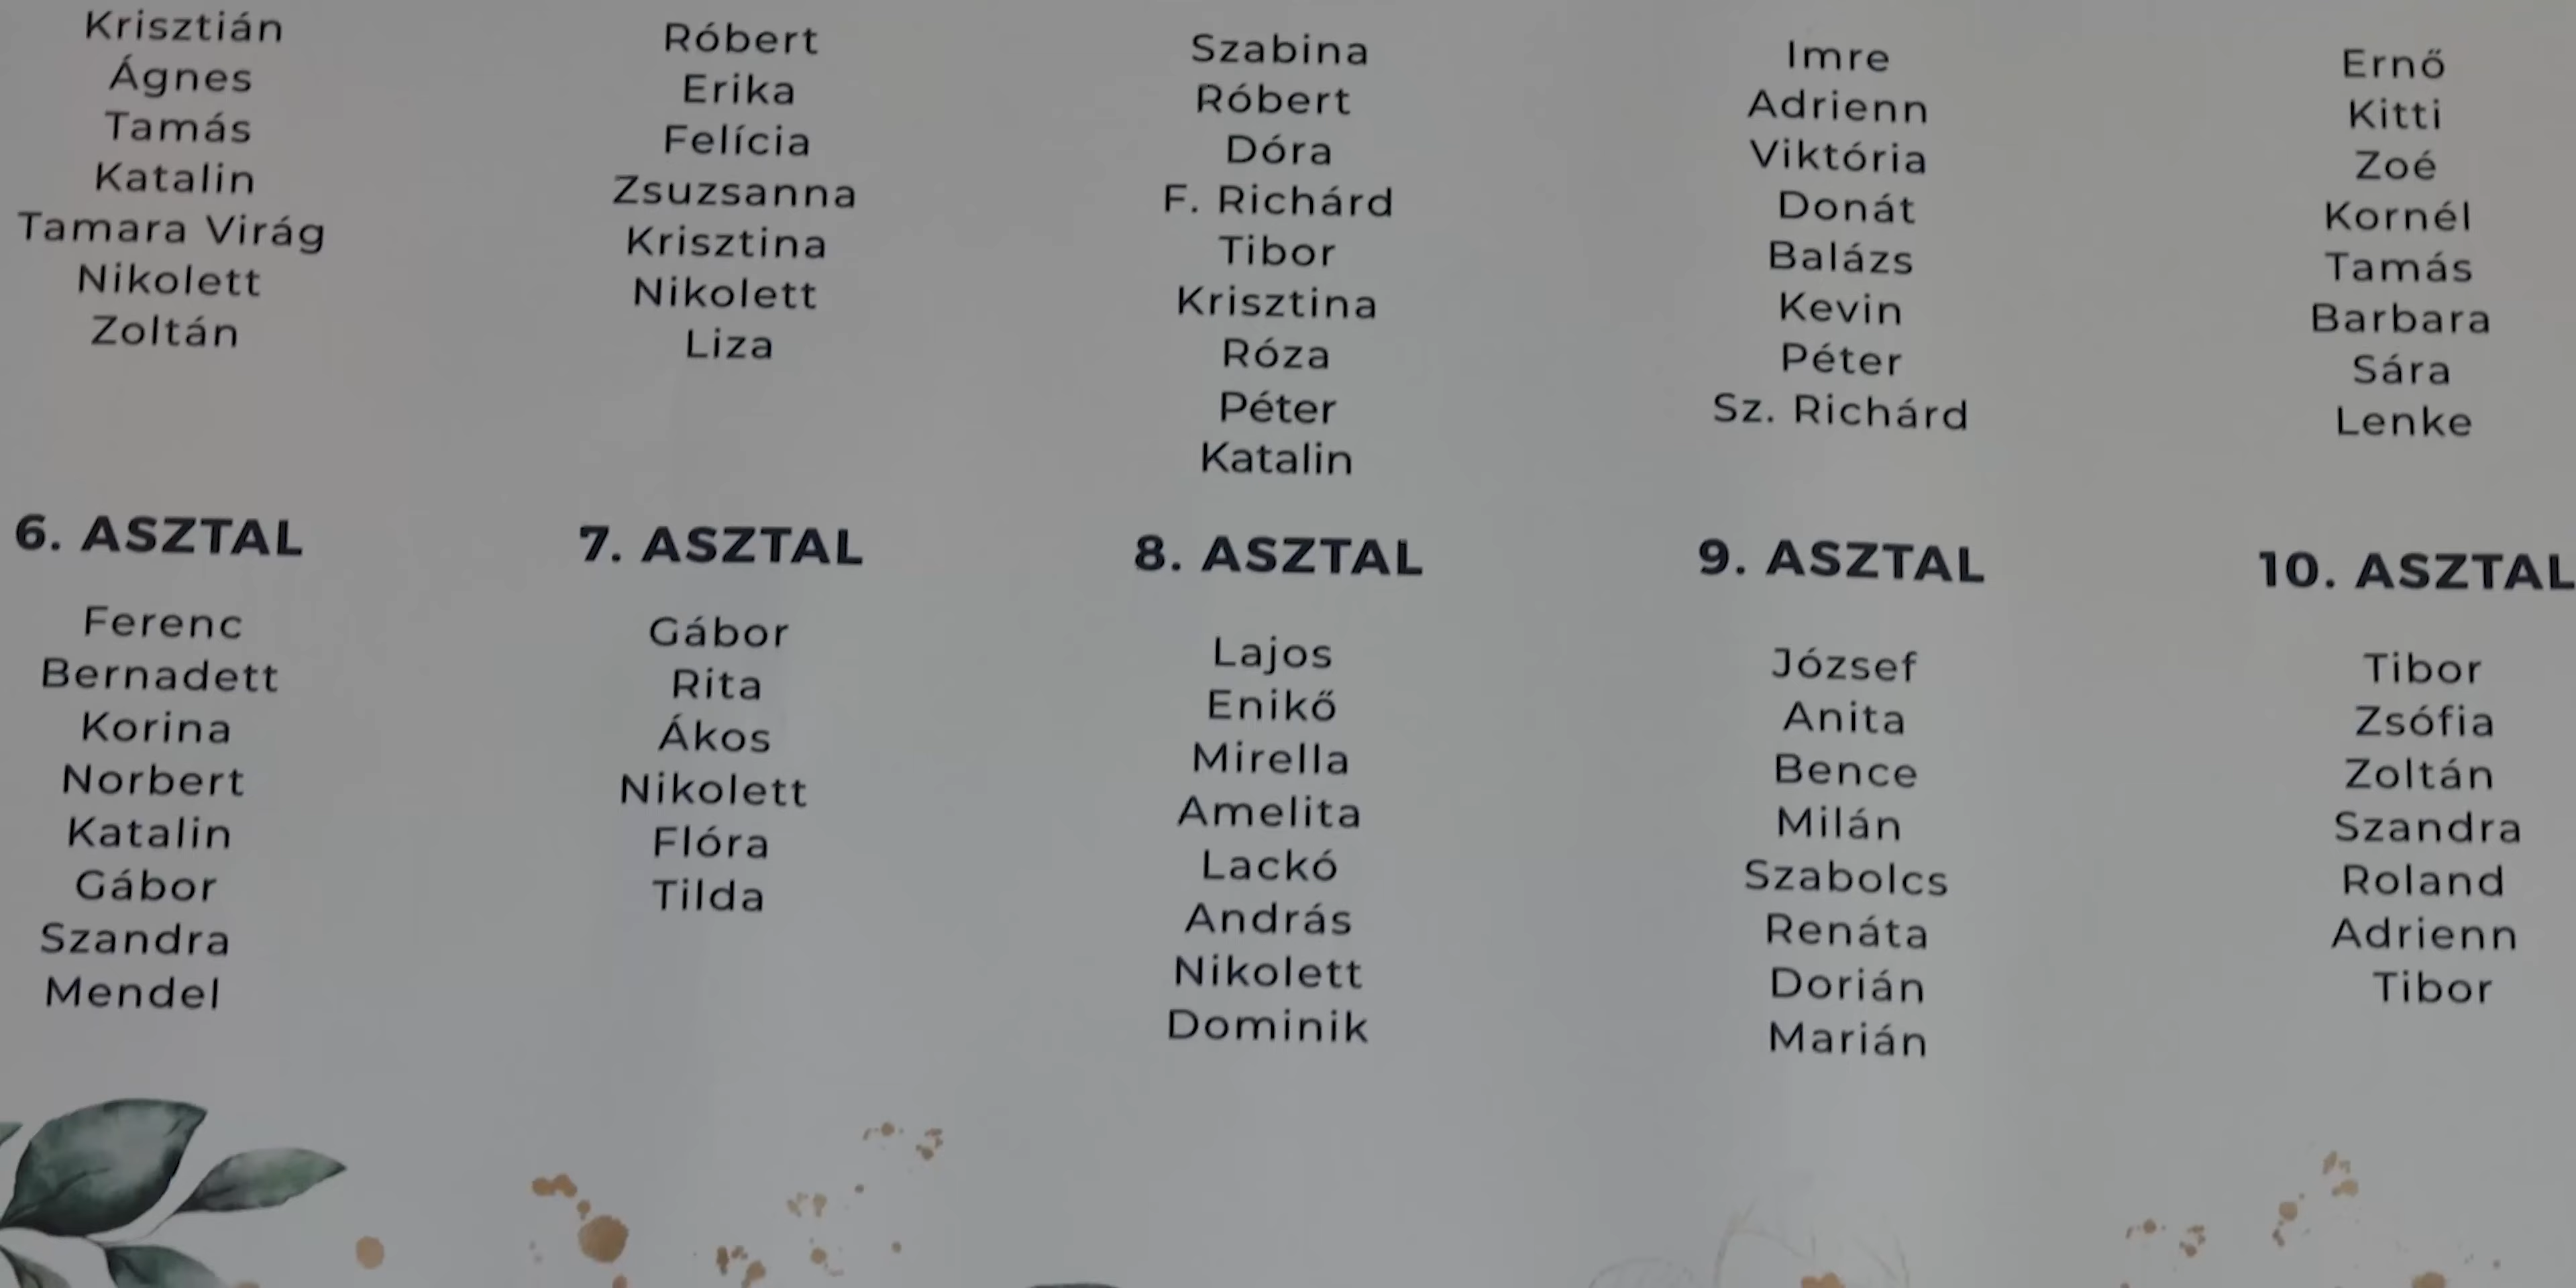 Krisztián
Ágnes
Tamás
Katalin
Tamara Virág
Nikolett
Zoltán
Róbert
Erika
Felícia
Zsuzsanna
Krisztina
Nikolett
Liza
Szabina
Róbert
Dóra
F. Richárd
Tibor
Krisztina
Róza
Péter
Katalin
Imre
Adrienn
Viktória
Donát
Balázs
Kevin
Péter
Sz. Richárd
Ernő
Kitti
Zoé
Kornél
Tamás
Barbara
Sára
Lenke
6. ASZTAL
Ferenc
Bernadett
Korina
Norbert
Katalin
Gábor
Szandra
Mendel
7. ASZTAL
Gábor
Rita
Ákos
Nikolett
Flóra
Tilda
8. ASZTAL
Lajos
Enikő
Mirella
Amelita
Lackó
András
Nikolett
Dominik
9. ASZTAL
József
Anita
Bence
Milán
Szabolcs
Renáta
Dorián
Marián
10. ASZTAL
Tibor
Zsófia
Zoltán
Szandra
Roland
Adrienn
Tibor